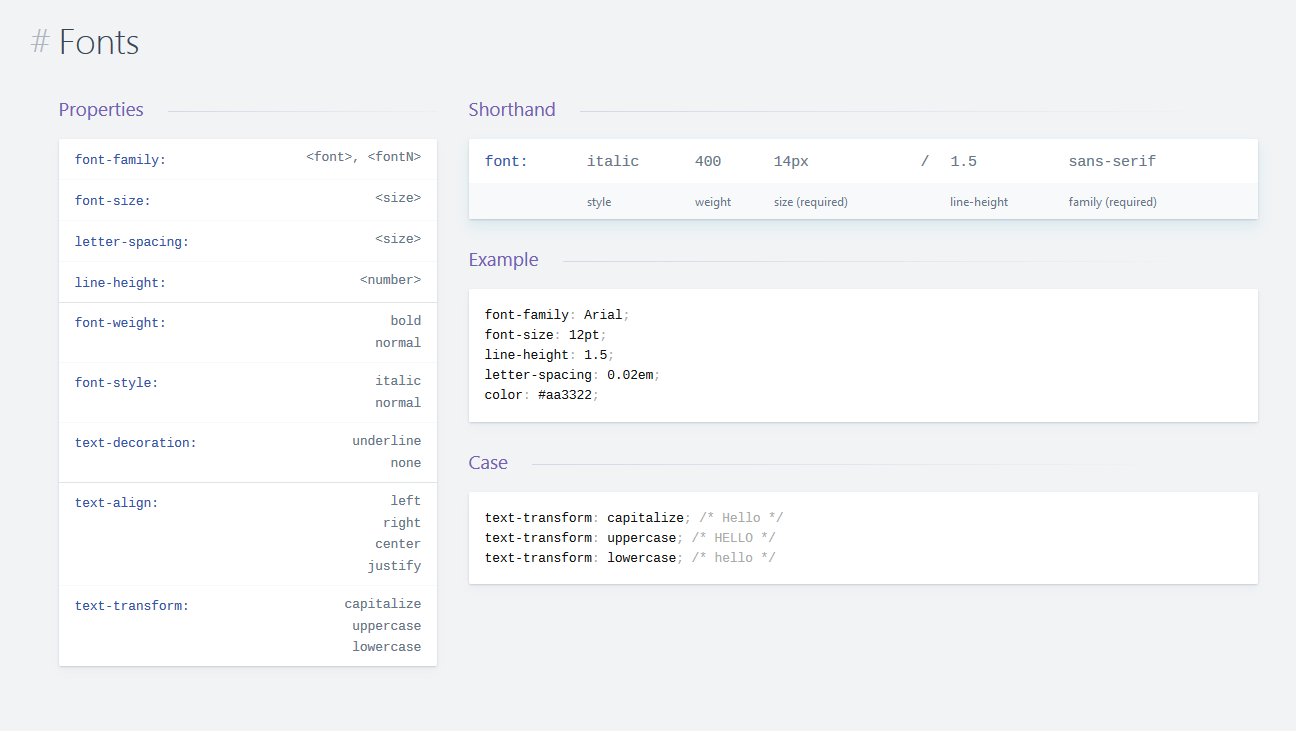 # Fonts
Properties
font-family: <font>, <fontN>
font-size: <size>
letter-spacing: <size>
line-height: <number>
font-weight: bold
normal
font-style: italic
normal
text-decoration: underline
none
text-align: left
right
center
justify
text-transform: capitalize
uppercase
lowercase
Shorthand
font: italic 400 14px / 1.5 sans-serif
style weight size (required) line-height family (required)
Example
font-family: Arial;
font-size: 12pt;
line-height: 1.5;
letter-spacing: 0.02em;
color: #aa3322;
Case
text-transform: capitalize; /* Hello */
text-transform: uppercase; /* HELLO */
text-transform: lowercase; /* hello */